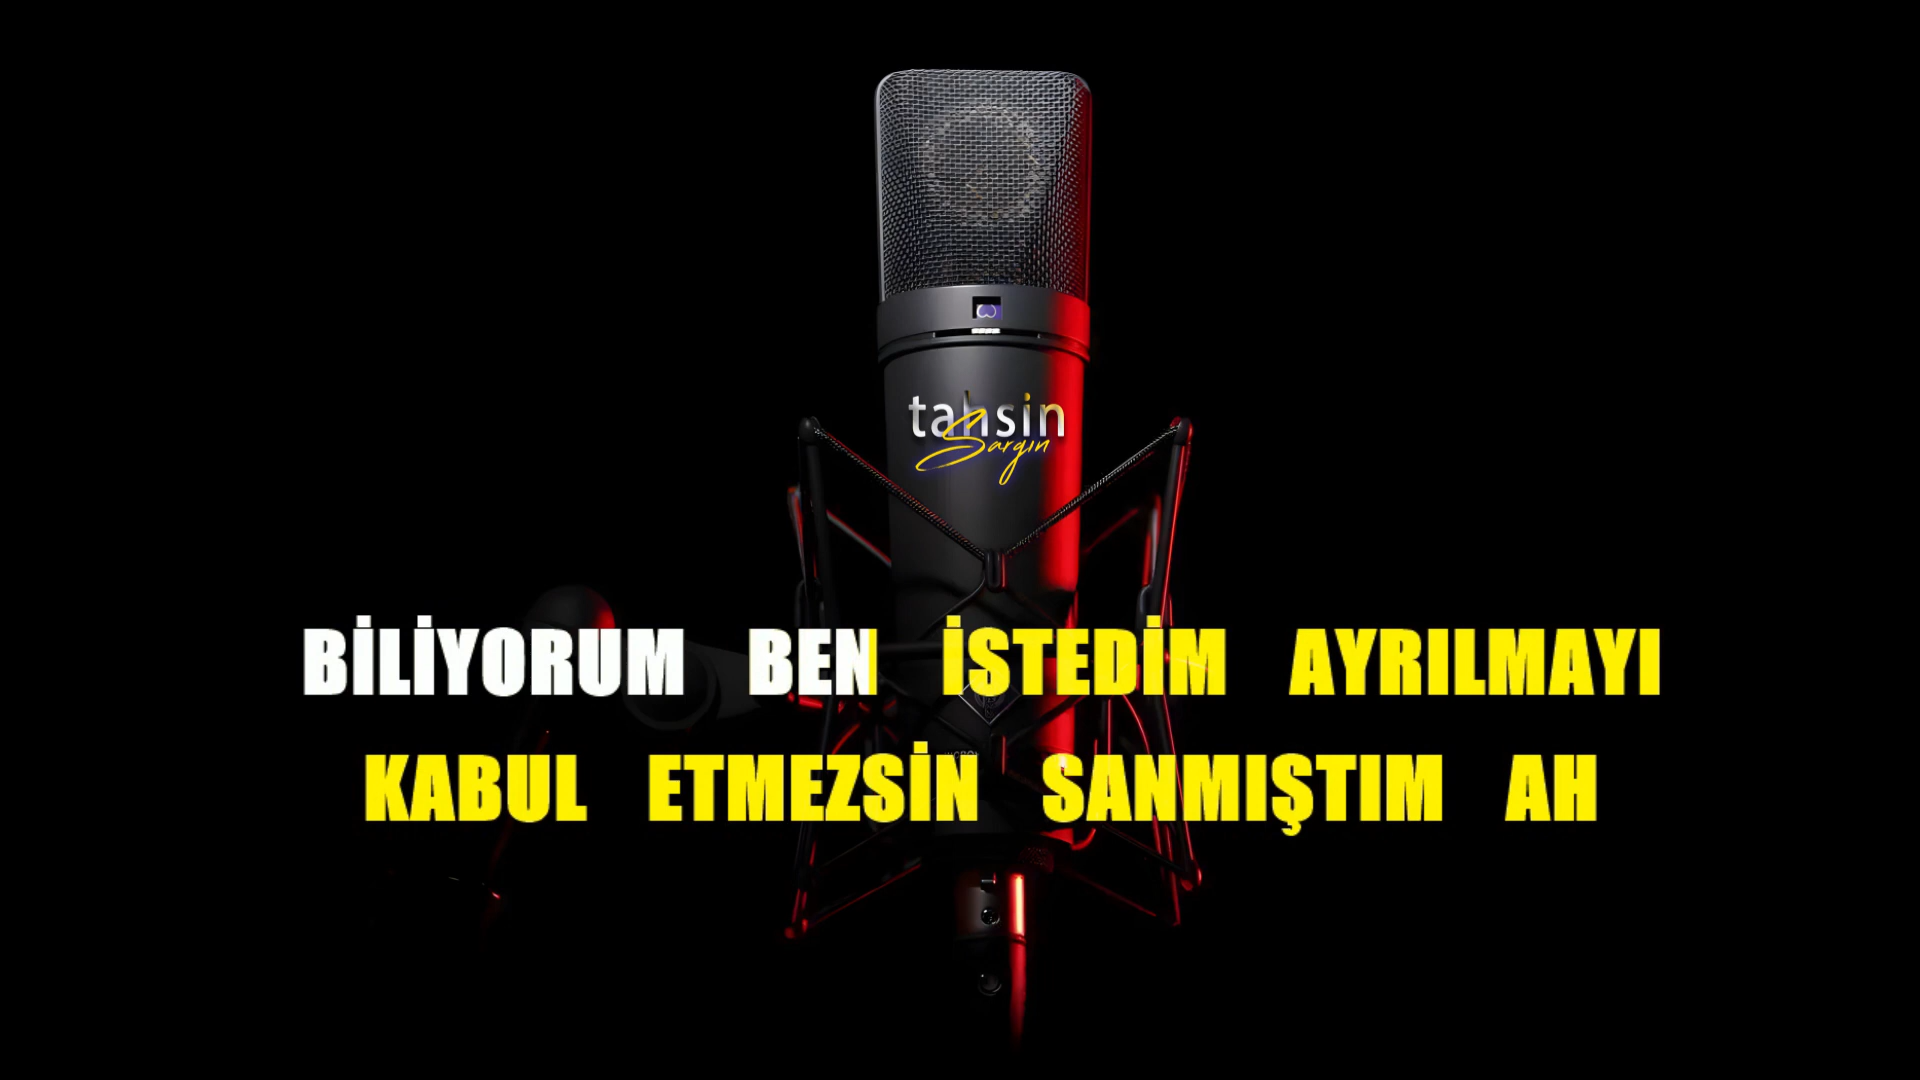 tahsin
Sargın
BİLİYORUM BEN İSTEDİM AYRILMAYI
KABUL ETMEZSİN SANMIŞTIM AH